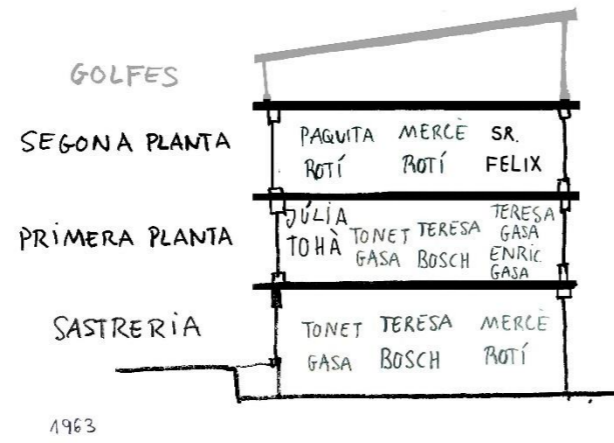 GOLFES
SEGONA PLANTA
PAQUITA MERCÈ SR.
ROTÍ ROTÍ FELIX
PRIMERA PLANTA
JÚLIA TOHÀ
TONET GASA
TERESA BOSCH
TERESA GASA
ENRIC GASA
SASTRERIA
TONET TERESA MERCÈ
GASA BOSCH ROTÍ
1963